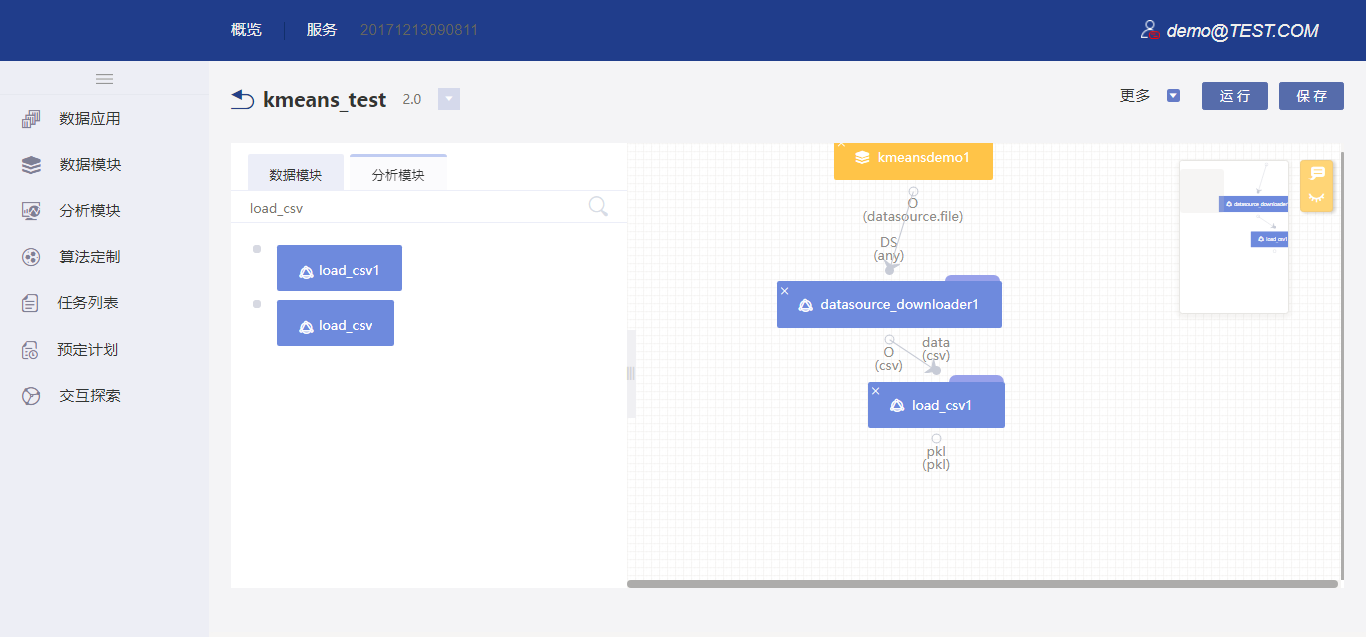 概览
服务
20171213090811
demo@TEST.COM
数据应用
数据模块
分析模块
算法定制
任务列表
预定计划
交互探索
kmeans_test
2.0
更多
运行
保存
数据模块
分析模块
load_csv
load_csv1
load_csv
kmeansdemo1
O
(datasource.file)
DS
(any)
datasource_downloader1
O
(csv)
data
(csv)
load_csv1
pkl
(pkl)
datasource_downloader
load_csv1